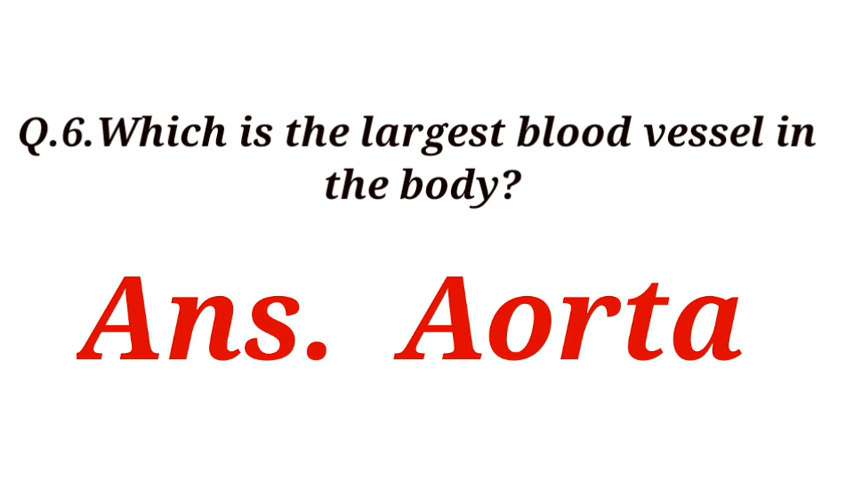 Q.6.Which is the largest blood vessel in
the body?
Ans. Aorta